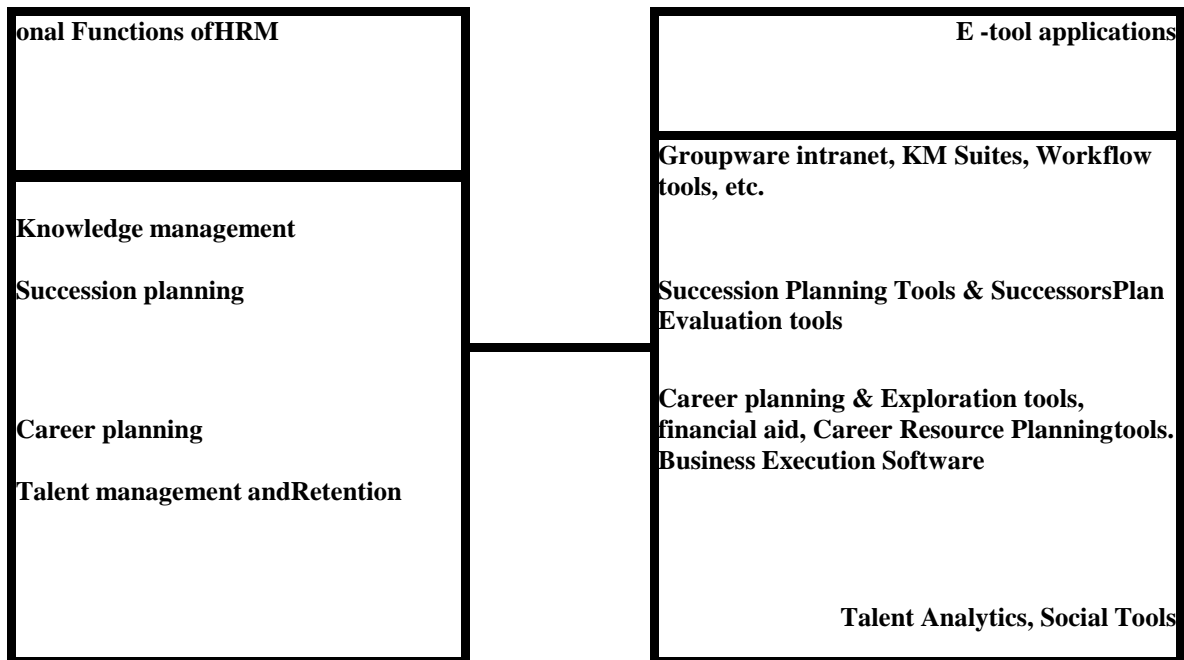 onal Functions ofHRM
Knowledge management
Succession planning
Career planning
Talent management andRetention
E -tool applications
Groupware intranet, KM Suites, Workflow
tools, etc.
Succession Planning Tools & SuccessorsPlan
Evaluation tools
Career planning & Exploration tools,
financial aid, Career Resource Planningtools.
Business Execution Software
Talent Analytics, Social Tools